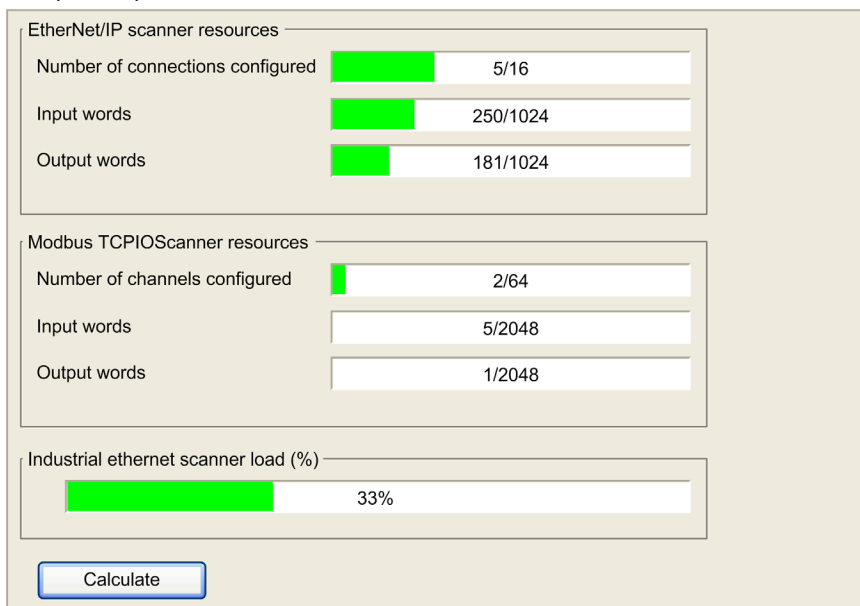 EtherNet/IP scanner resources
Number of connections configured 5/16
Input words 250/1024
Output words 181/1024
Modbus TCPIOScanner resources
Number of channels configured 2/64
Input words 5/2048
Output words 1/2048
Industrial ethernet scanner load (%)
33%
Calculate